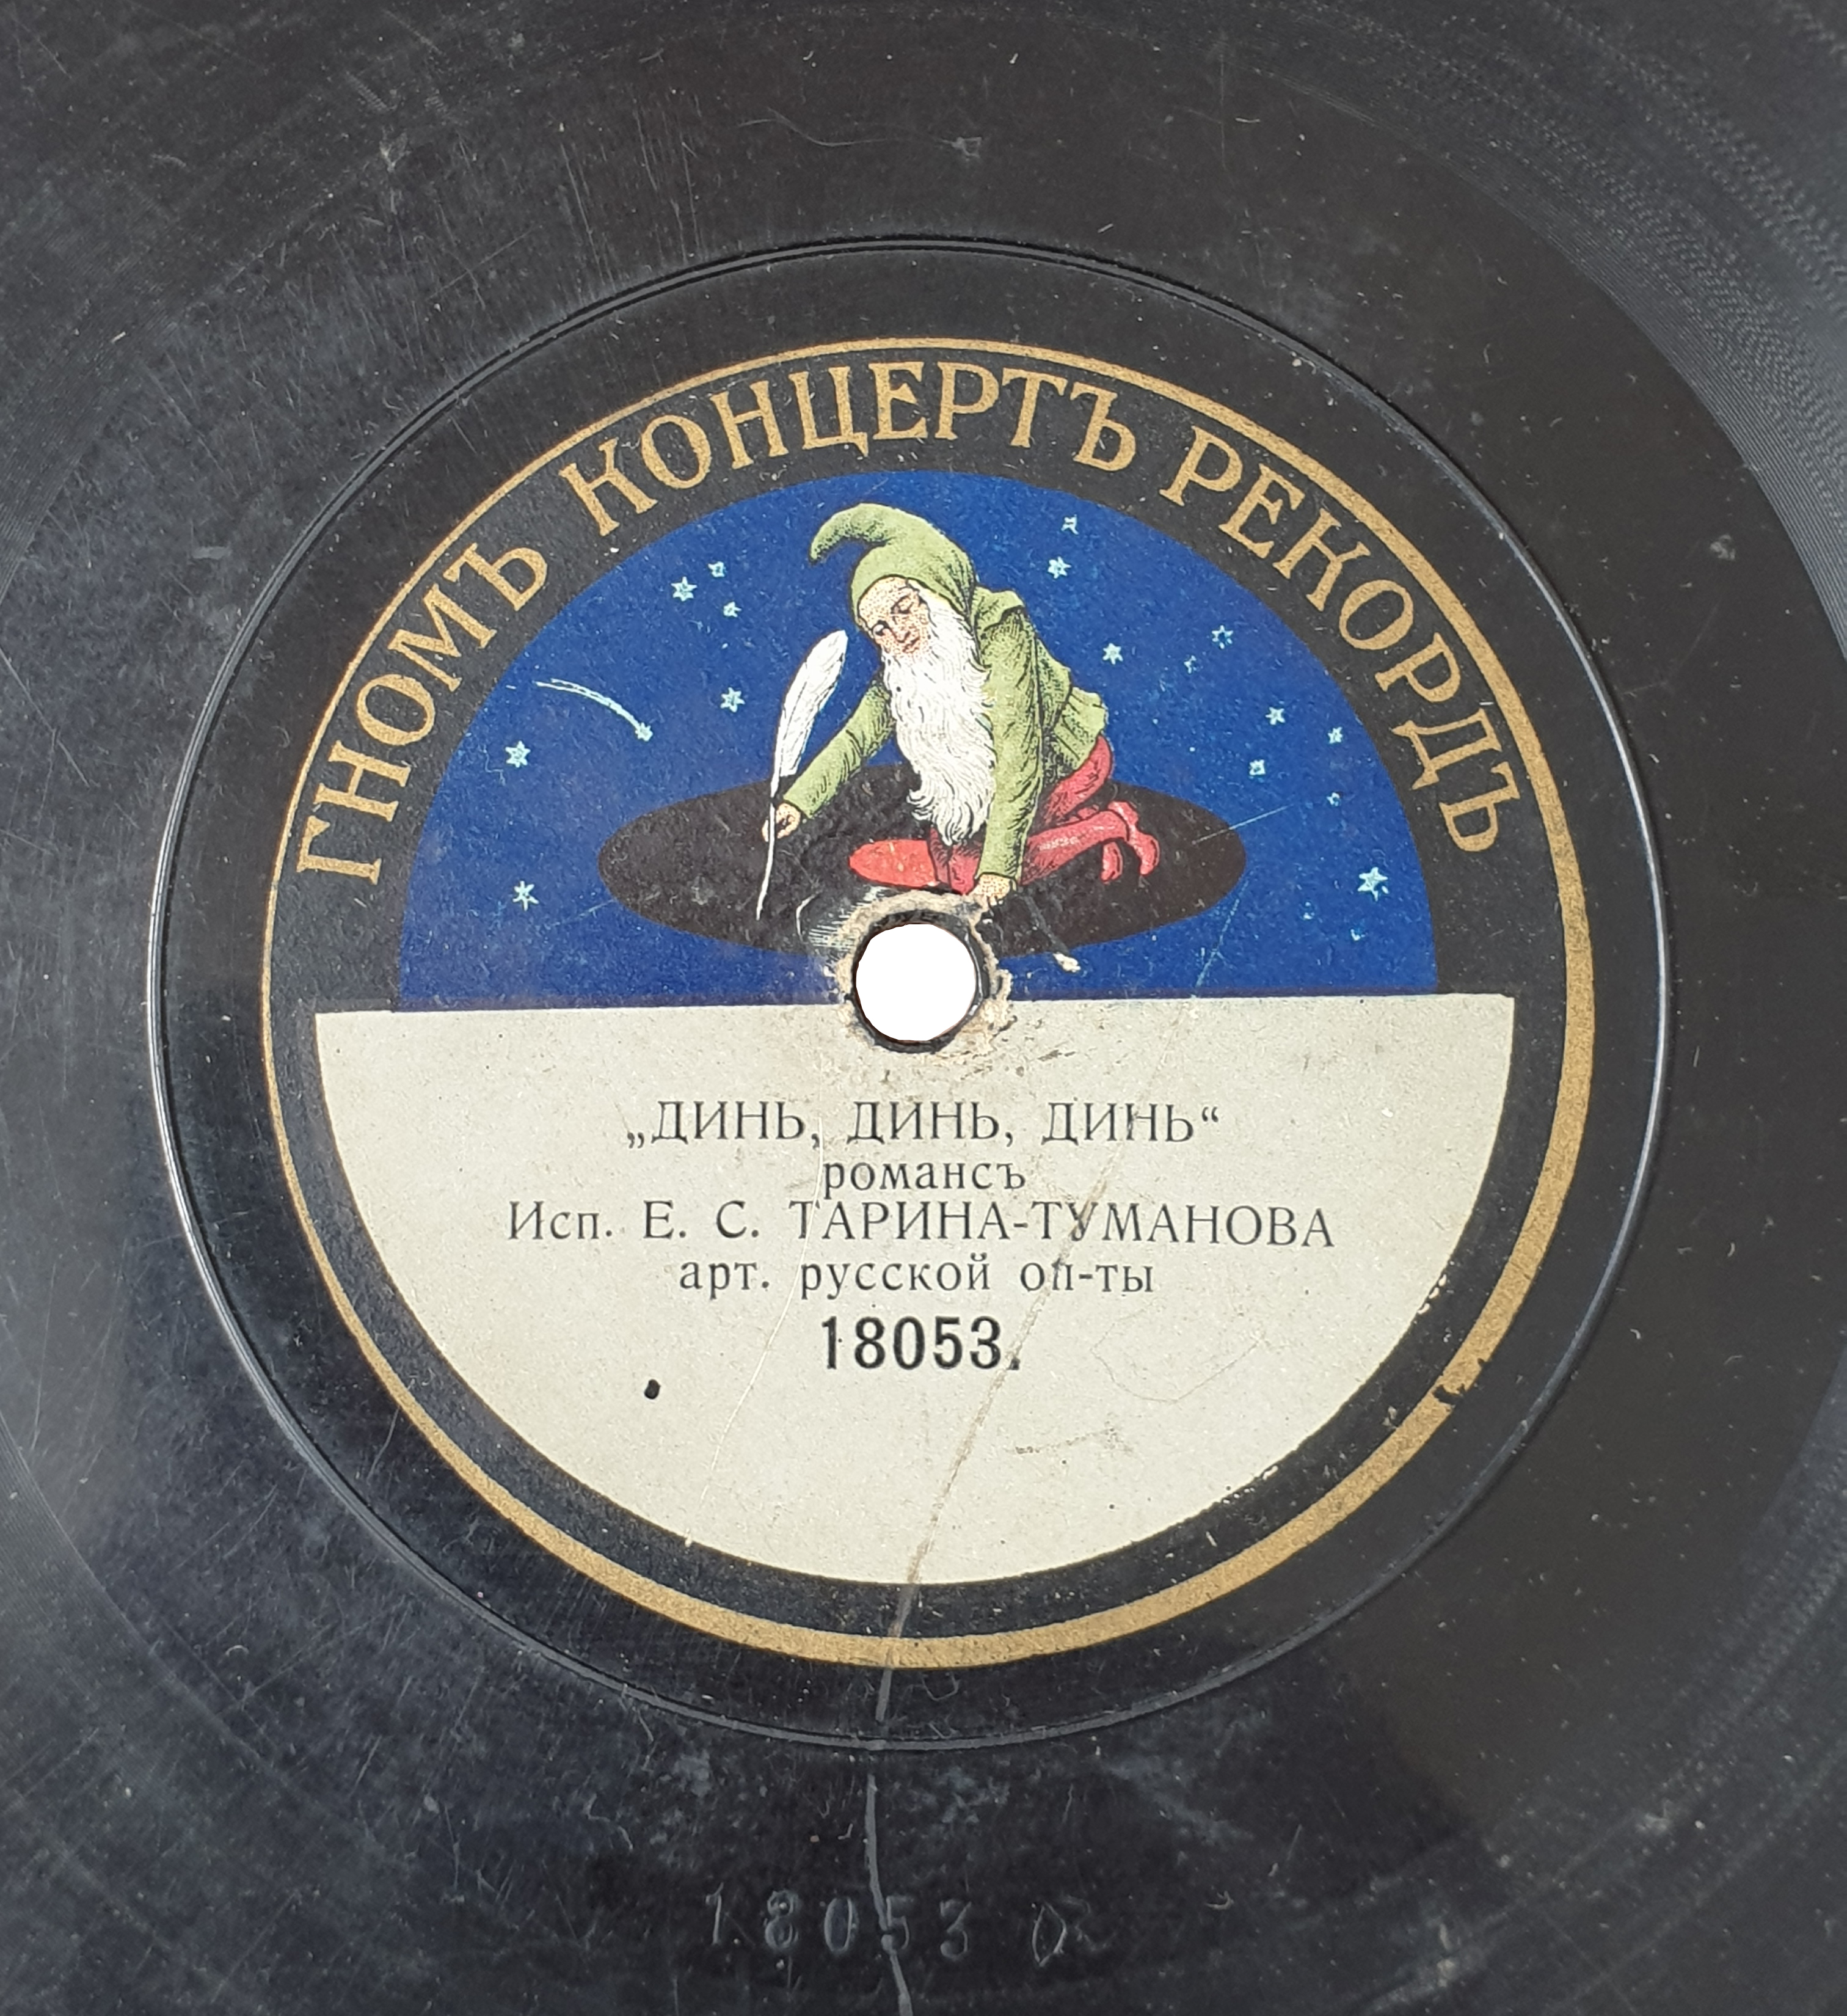 ГНОМЪ КОНЦЕРТЪ РЕКОРДЪ
„ДИНЬ, ДИНЬ, ДИНЬ“
романсъ
Исп. Е. С. ТАРИНА-ТУМАНОВА
арт. русской оп-ты
18053.
18053